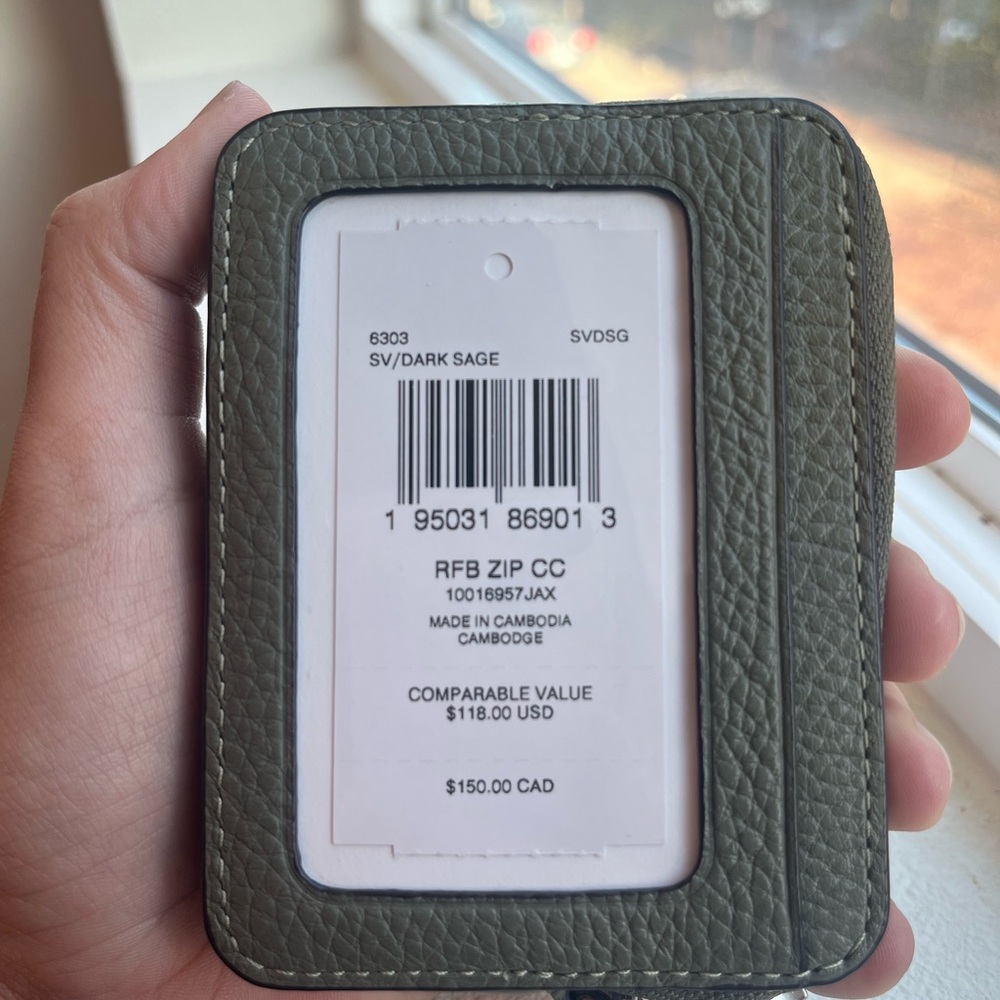 6303 SVDSG
SV/DARK SAGE
1 95031 86901 3
RFB ZIP CC
10016957JAX
MADE IN CAMBODIA
CAMBODGE
COMPARABLE VALUE
$118.00 USD
$150.00 CAD